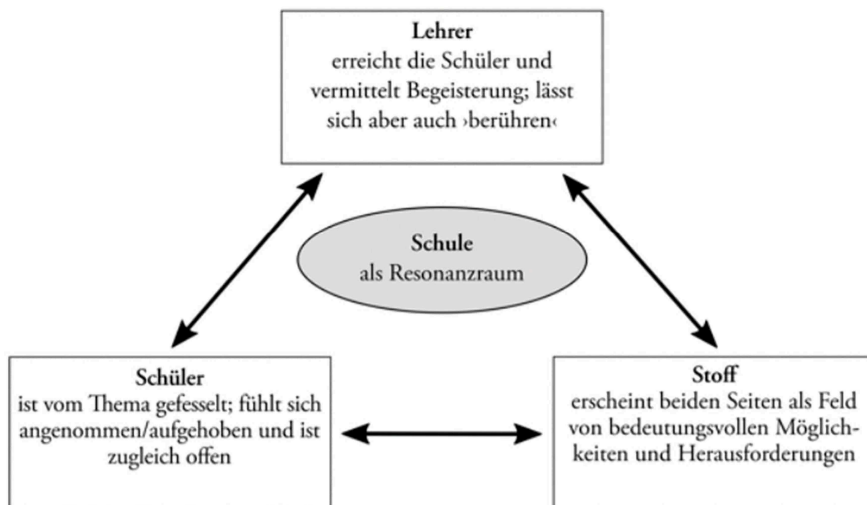 Lehrer
erreicht die Schüler und
vermittelt Begeisterung; lässt
sich aber auch ›berühren‹
Schule
als Resonanzraum
Schüler
ist vom Thema gefesselt; fühlt sich
angenommen/aufgehoben und ist
zugleich offen
Stoff
erscheint beiden Seiten als Feld
von bedeutungsvollen Möglich-
keiten und Herausforderungen